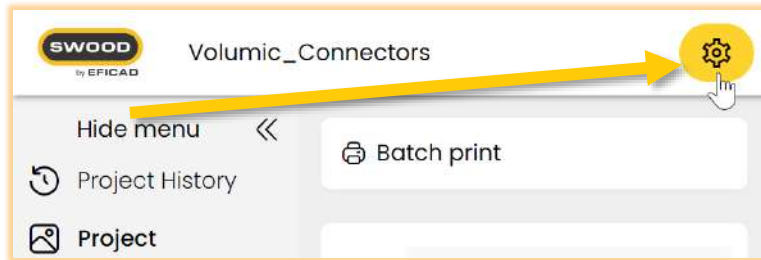 SWOOD
by EFICAD
Volumic_Connectors
Hide menu
Batch print
Project History
Project